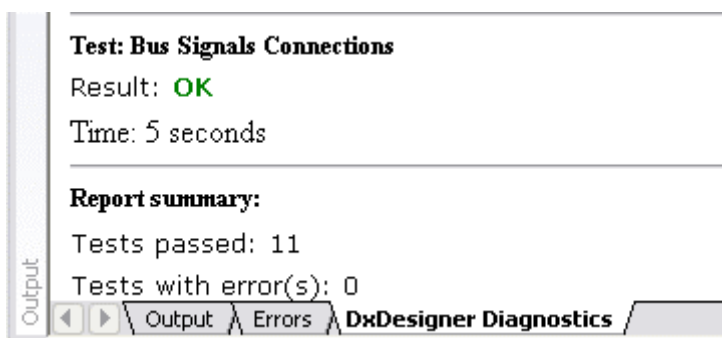 Test: Bus Signals Connections
Result: OK
Time: 5 seconds
Report summary:
Tests passed: 11
Tests with error(s): 0
Output
Output Errors DxDesigner Diagnostics